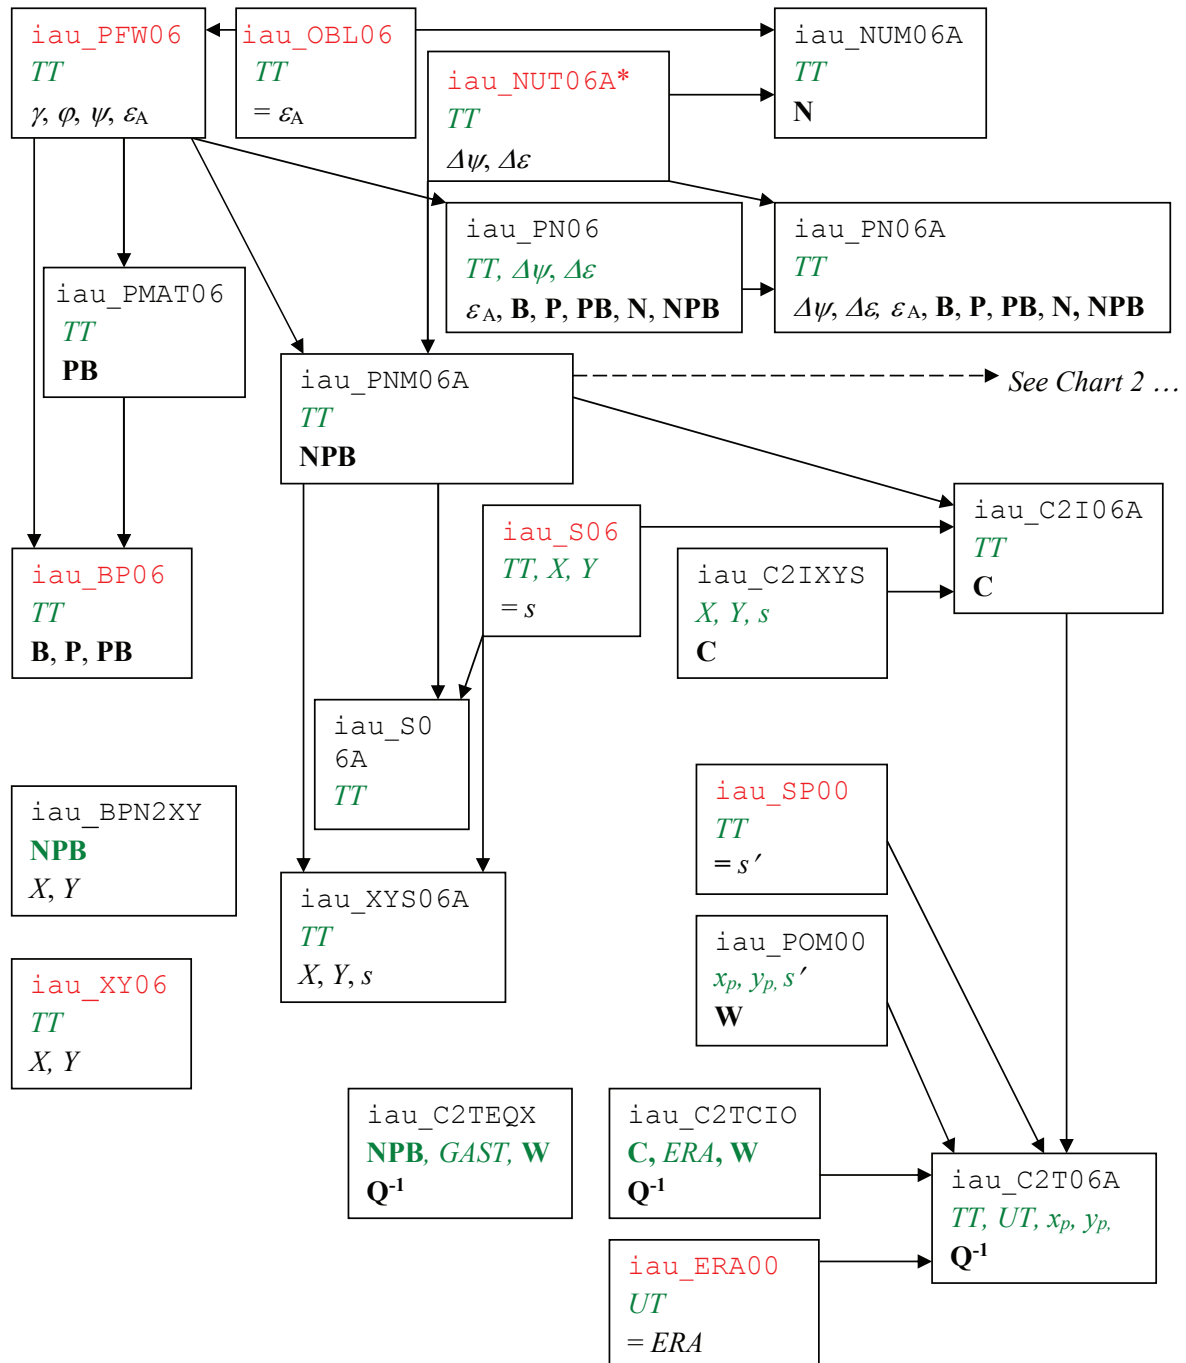 iau_PFW06
TT
γ, φ, ψ, εA
iau_OBL06
TT
= εA
iau_NUT06A*
TT
Δψ, Δε
iau_NUM06A
TT
N
iau_PN06
TT, Δψ, Δε
εA, B, P, PB, N, NPB
iau_PN06A
TT
Δψ, Δε, εA, B, P, PB, N, NPB
iau_PMAT06
TT
PB
iau_PNM06A
TT
NPB
See Chart 2 …
iau_C2I06A
TT
C
iau_S06
TT, X, Y
= s
iau_C2IXYS
X, Y, s
C
iau_BP06
TT
B, P, PB
iau_S0
6A
TT
iau_BPN2XY
NPB
X, Y
iau_SP00
TT
= s′
iau_XYS06A
TT
X, Y, s
iau_POM00
xp, yp, s′
W
iau_XY06
TT
X, Y
iau_C2TEQX
NPB, GAST, W
Q-1
iau_C2TCIO
C, ERA, W
Q-1
iau_C2T06A
TT, UT, xp, yp,
Q-1
iau_ERA00
UT
= ERA